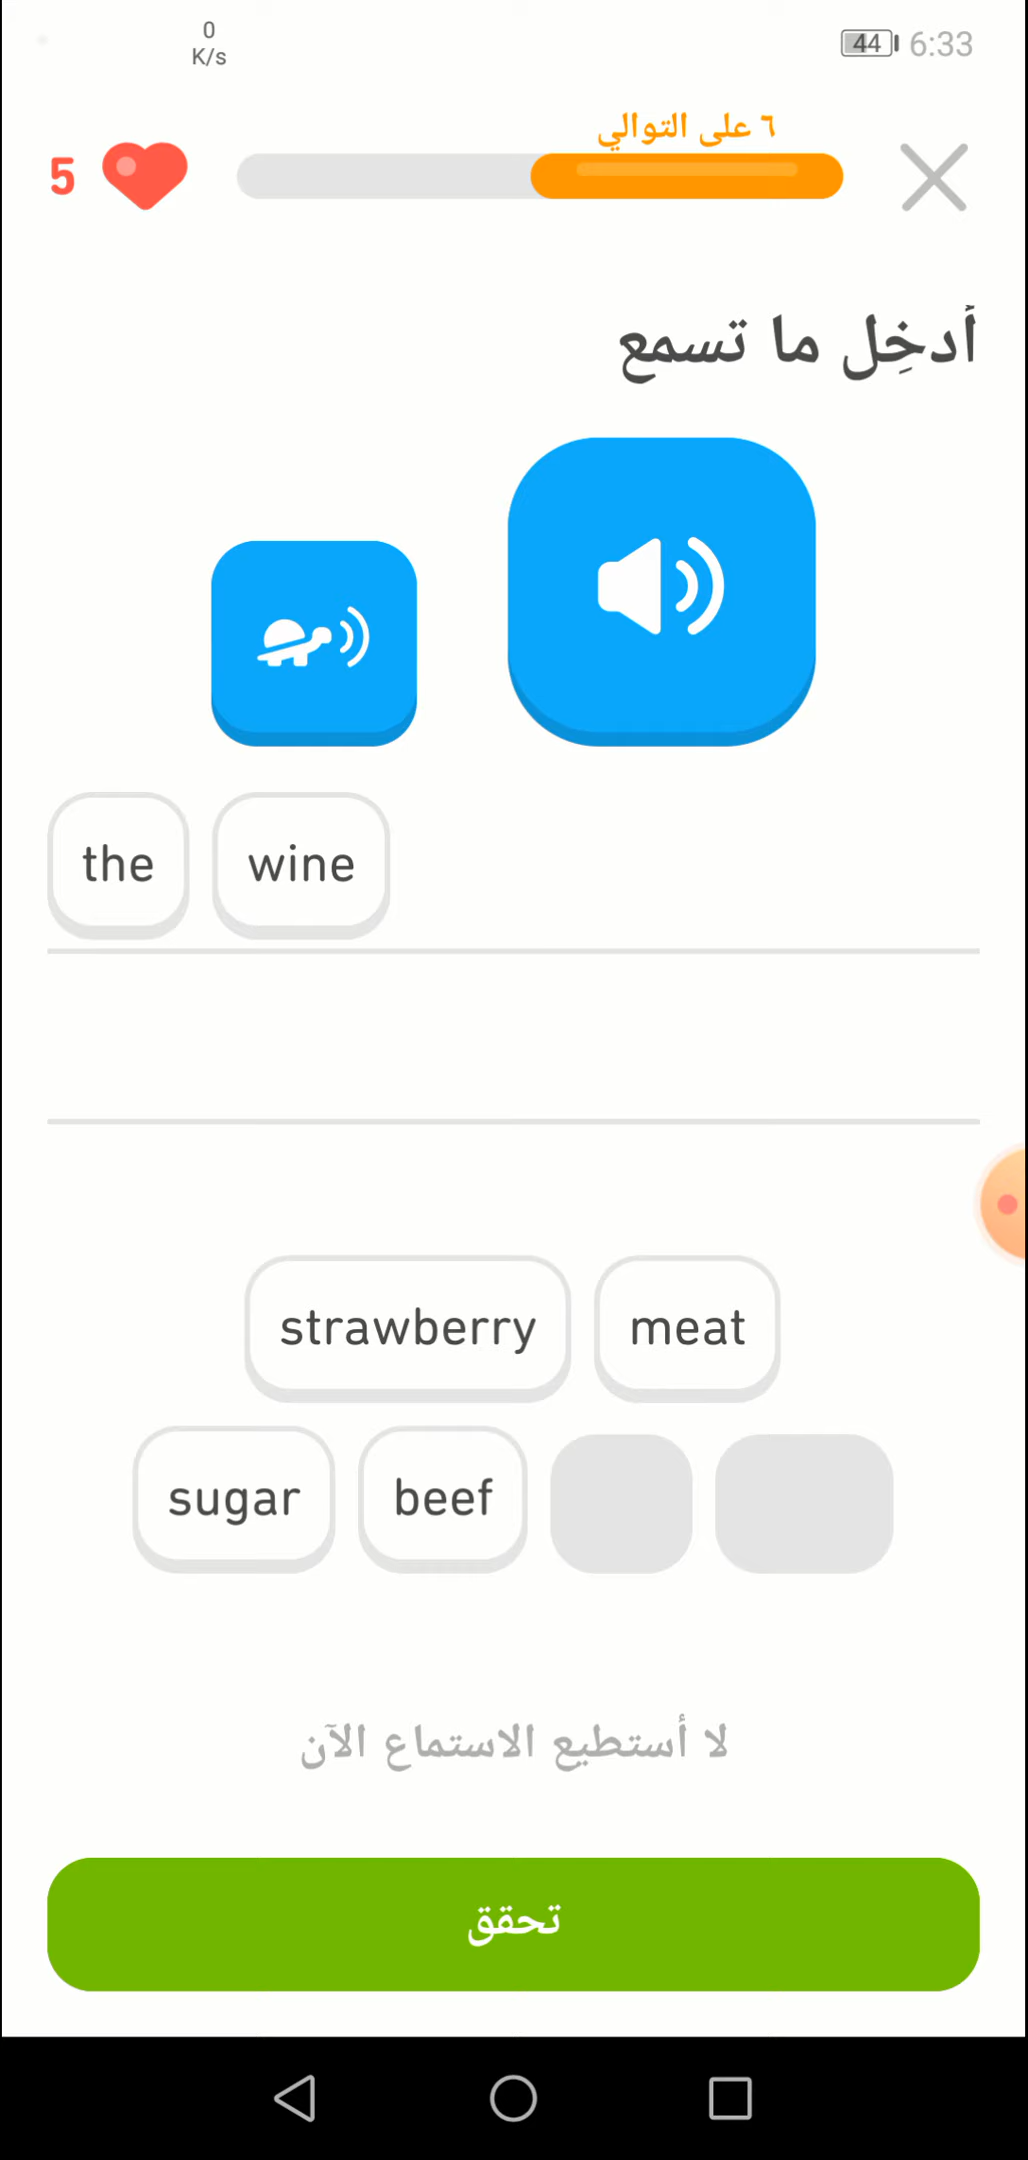 0
K/s
44 6:33
٦ على التوالي
5
أدخِل ما تسمع
the wine
strawberry meat
sugar beef
لا أستطيع الاستماع الآن
تحقق